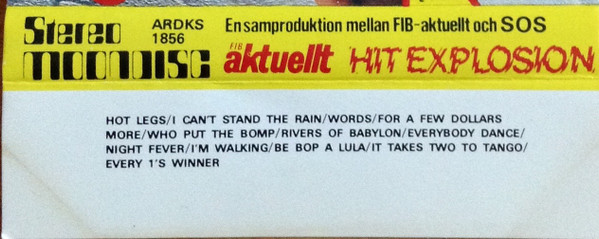 Stereo ARDKS 1856 En samproduktion mellan FIB-aktuellt och SOS
MOONDISC FIB aktuellt HIT EXPLOSION
HOT LEGS/I CAN'T STAND THE RAIN/WORDS/FOR A FEW DOLLARS
MORE/WHO PUT THE BOMP/RIVERS OF BABYLON/EVERYBODY DANCE/
NIGHT FEVER/I'M WALKING/BE BOP A LULA/IT TAKES TWO TO TANGO/
EVERY 1'S WINNER